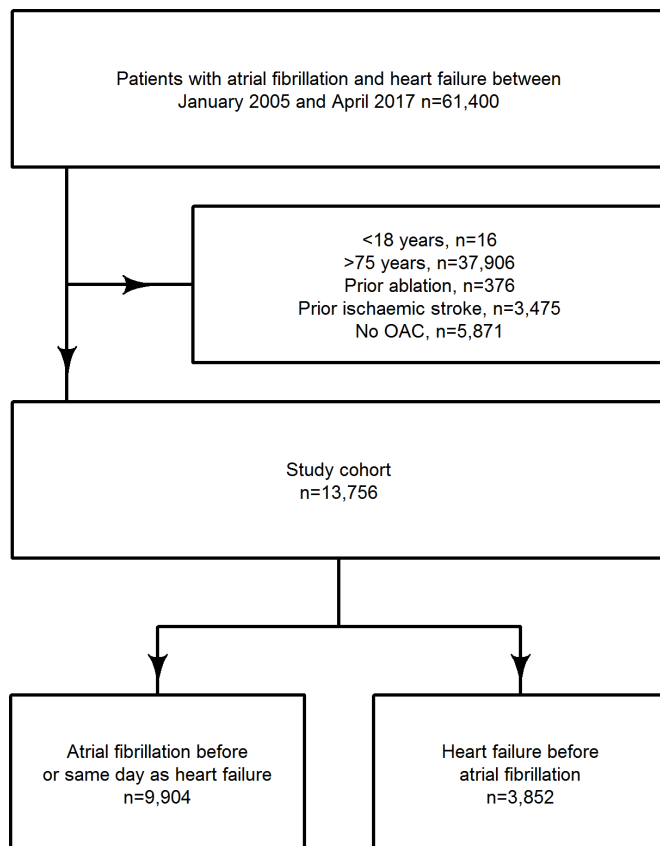 Patients with atrial fibrillation and heart failure between
January 2005 and April 2017 n=61,400
<18 years, n=16
>75 years, n=37,906
Prior ablation, n=376
Prior ischaemic stroke, n=3,475
No OAC, n=5,871
Study cohort
n=13,756
Atrial fibrillation before
or same day as heart failure
n=9,904
Heart failure before
atrial fibrillation
n=3,852